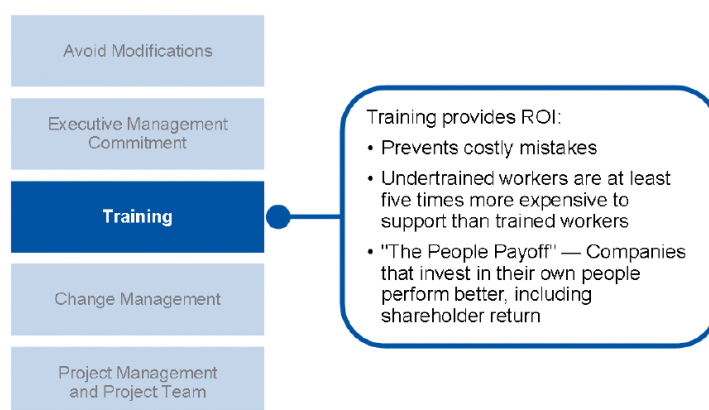 Avoid Modifications
Executive Management
Commitment
Training
Change Management
Project Management
and Project Team
Training provides ROI:
• Prevents costly mistakes
• Undertrained workers are at least
five times more expensive to
support than trained workers
• "The People Payoff" — Companies
that invest in their own people
perform better, including
shareholder return